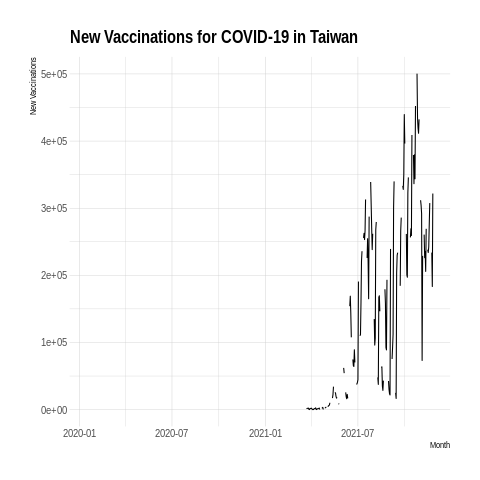 New Vaccinations for COVID-19 in Taiwan
New Vaccinations
5e+05
4e+05
3e+05
2e+05
1e+05
0e+00
2020-01 2020-07 2021-01 2021-07
Month